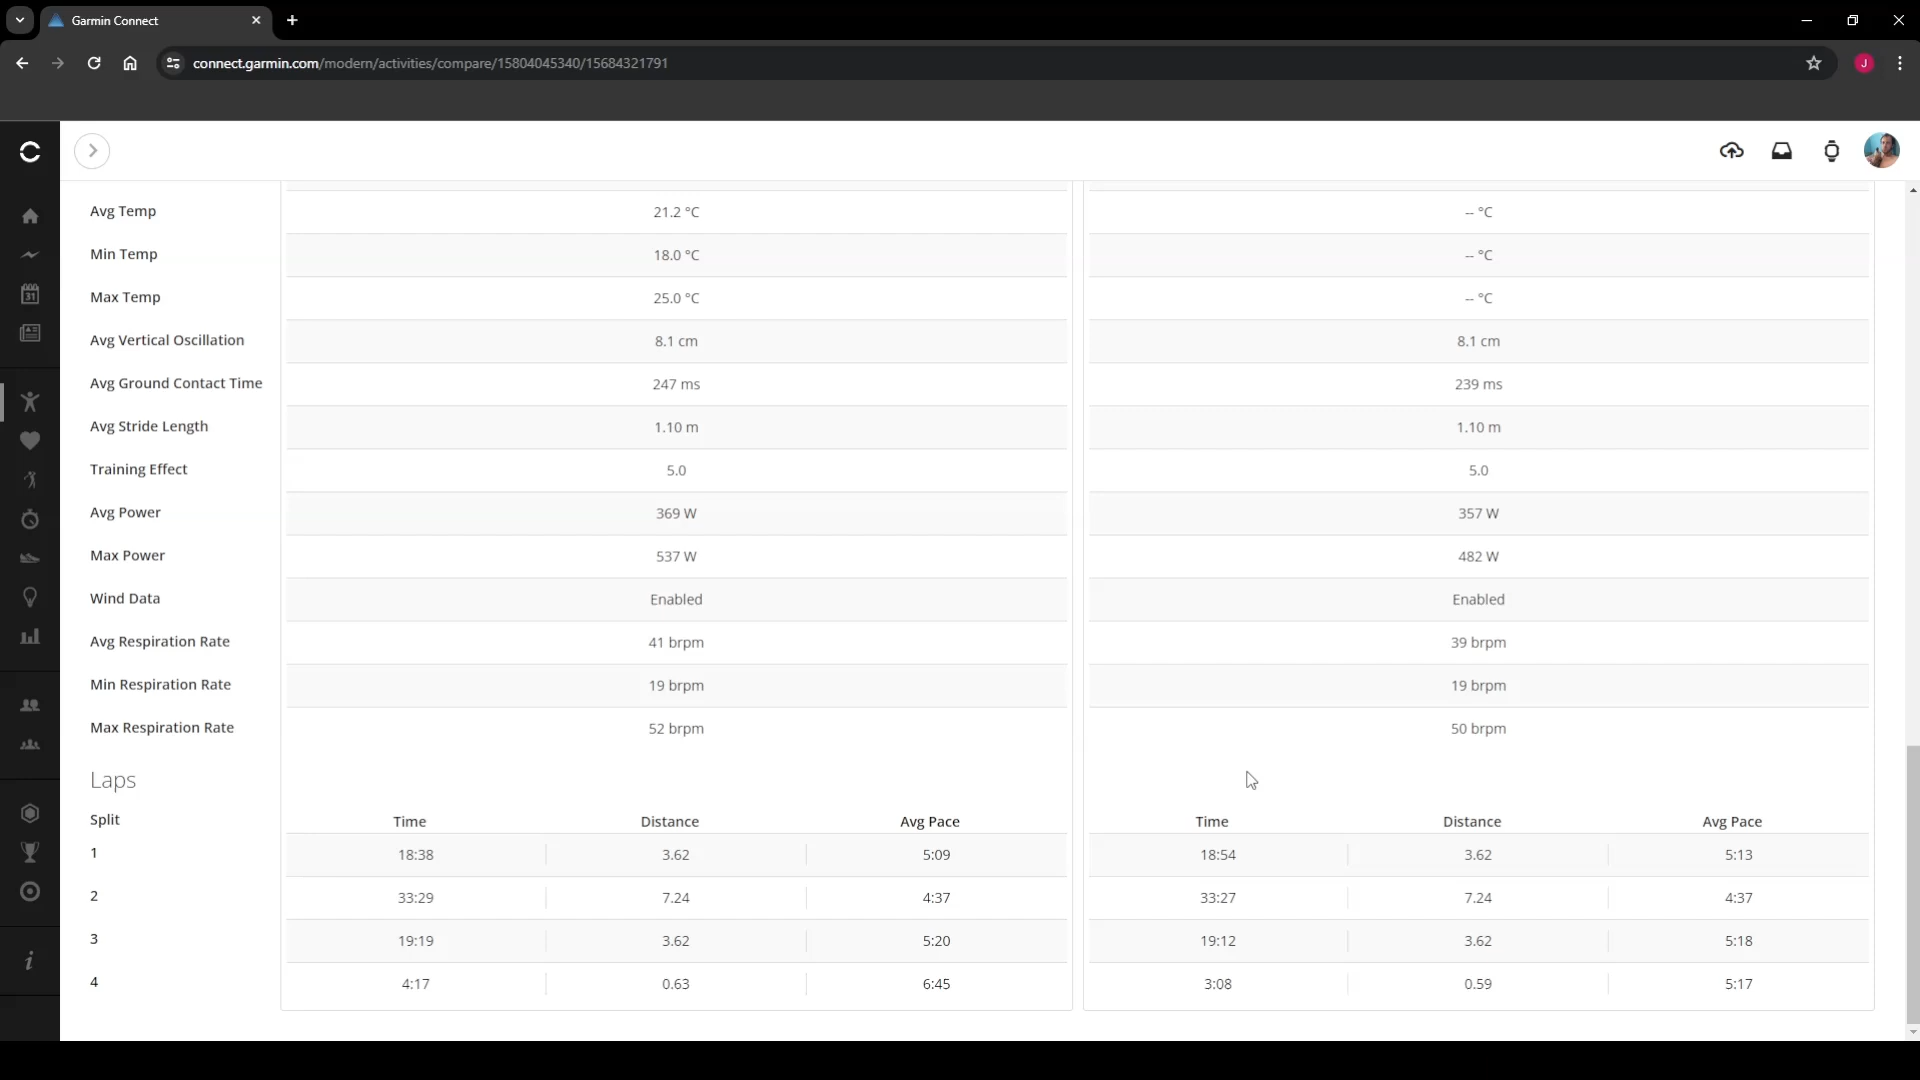 Garmin Connect
connect.garmin.com/modern/activities/compare/15804045340/15684321791
J
31
Avg Temp 21.2 °C -- °C
Min Temp 18.0 °C -- °C
Max Temp 25.0 °C -- °C
Avg Vertical Oscillation 8.1 cm 8.1 cm
Avg Ground Contact Time 247 ms 239 ms
Avg Stride Length 1.10 m 1.10 m
Training Effect 5.0 5.0
Avg Power 369 W 357 W
Max Power 537 W 482 W
Wind Data Enabled Enabled
Avg Respiration Rate 41 brpm 39 brpm
Min Respiration Rate 19 brpm 19 brpm
Max Respiration Rate 52 brpm 50 brpm
Laps
Split Time Distance Avg Pace Time Distance Avg Pace
1 18:38 3.62 5:09 18:54 3.62 5:13
2 33:29 7.24 4:37 33:27 7.24 4:37
3 19:19 3.62 5:20 19:12 3.62 5:18
4 4:17 0.63 6:45 3:08 0.59 5:17